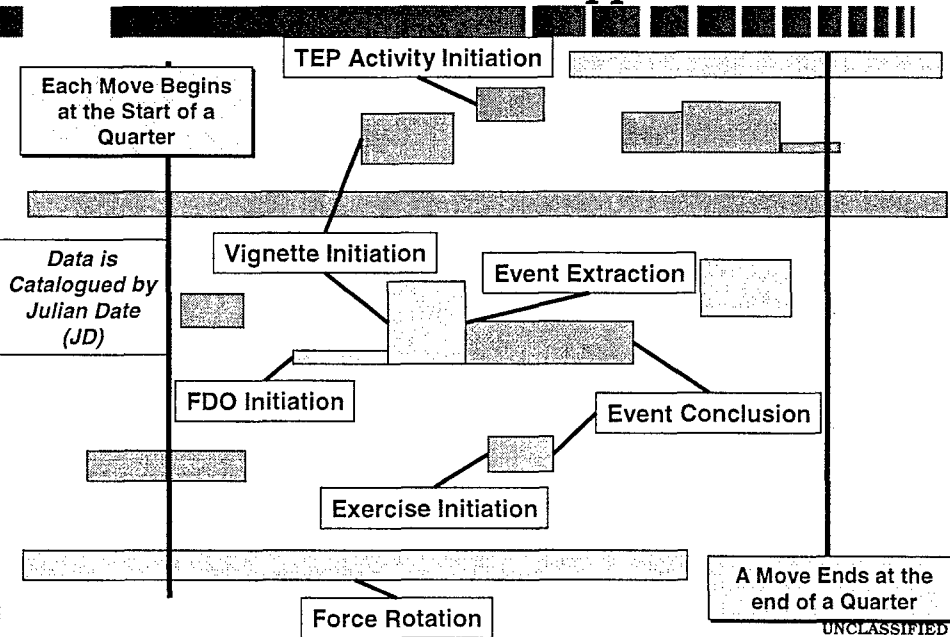 TEP Activity Initiation
Each Move Begins
at the Start of a
Quarter
Vignette Initiation
Event Extraction
Data is
Catalogued by
Julian Date
(JD)
FDO Initiation
Event Conclusion
Exercise Initiation
A Move Ends at the
end of a Quarter
Force Rotation
UNCLASSIFIED